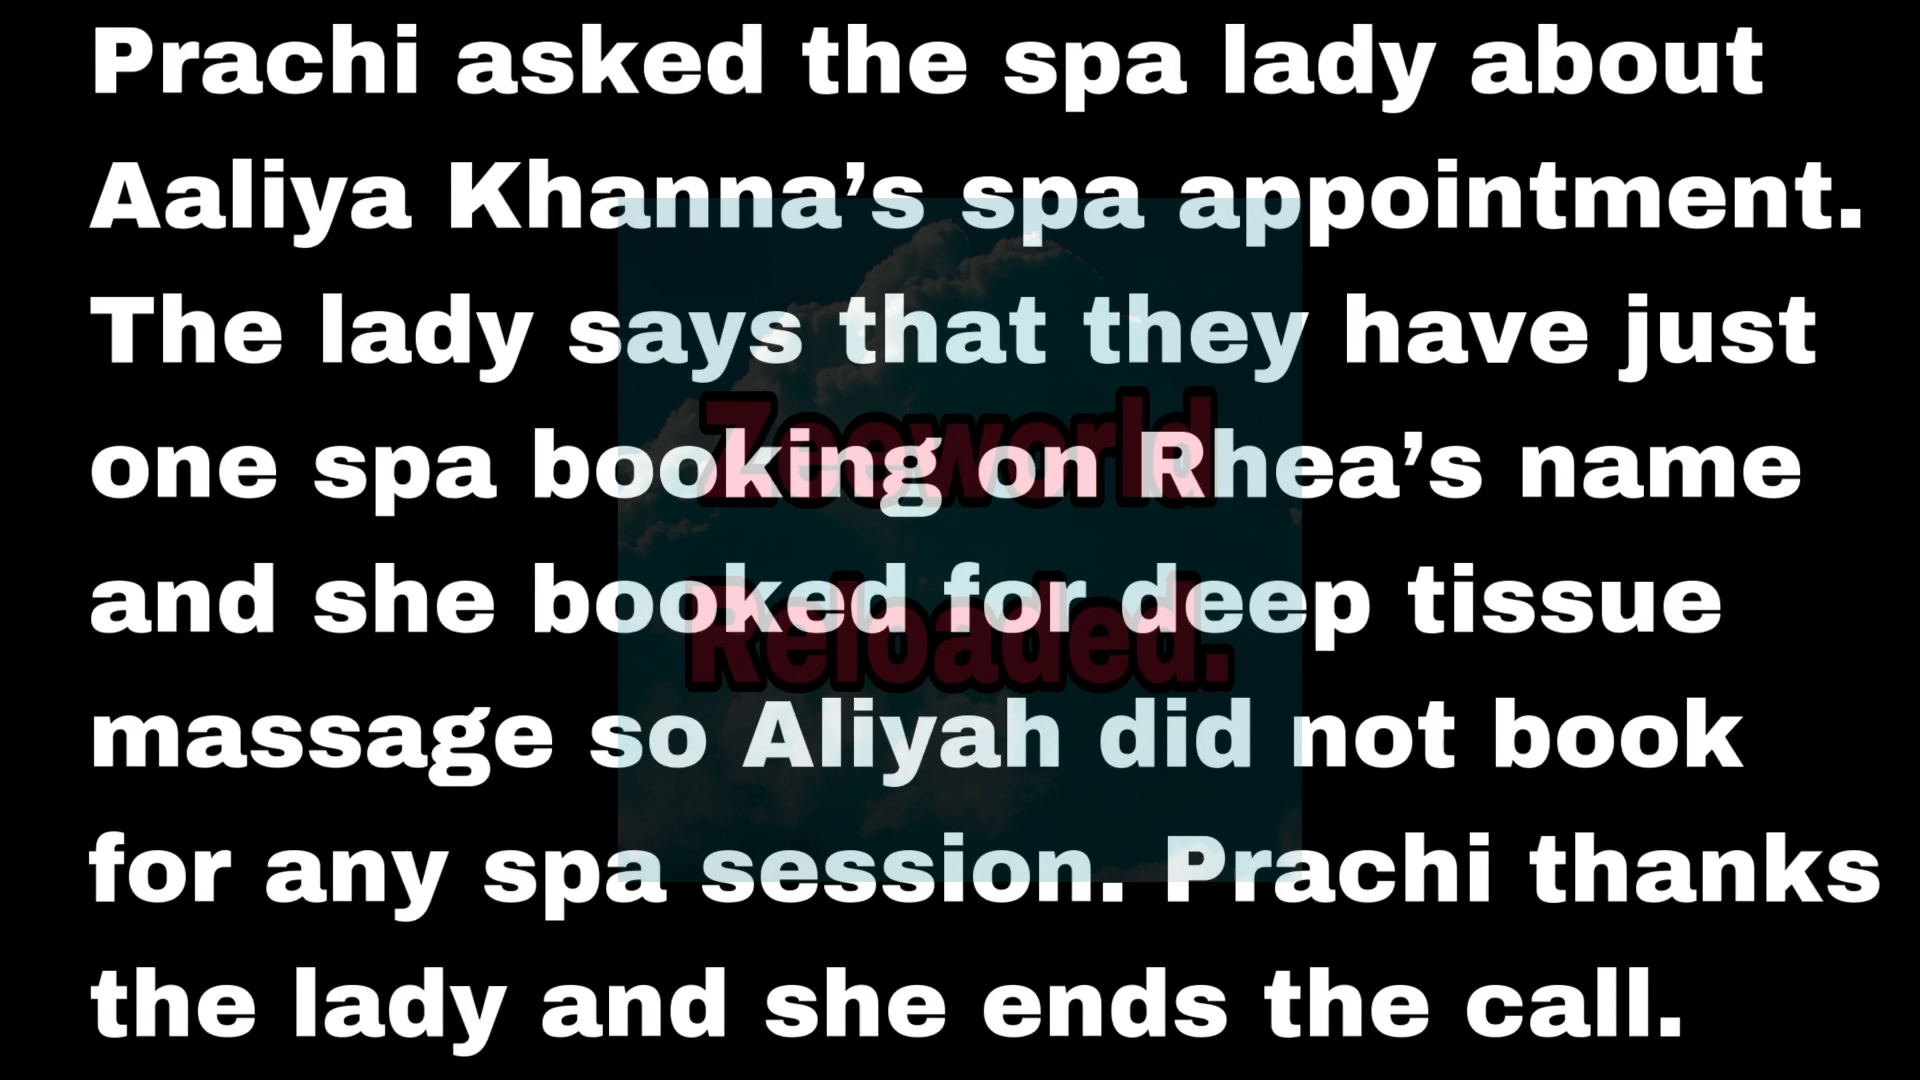 Prachi asked the spa lady about
Aaliya Khanna’s spa appointment.
The lady says that they have just
one spa booking on Rhea’s name
and she booked for deep tissue
massage so Aliyah did not book
for any spa session. Prachi thanks
the lady and she ends the call.
Zeeworld
Reloaded.